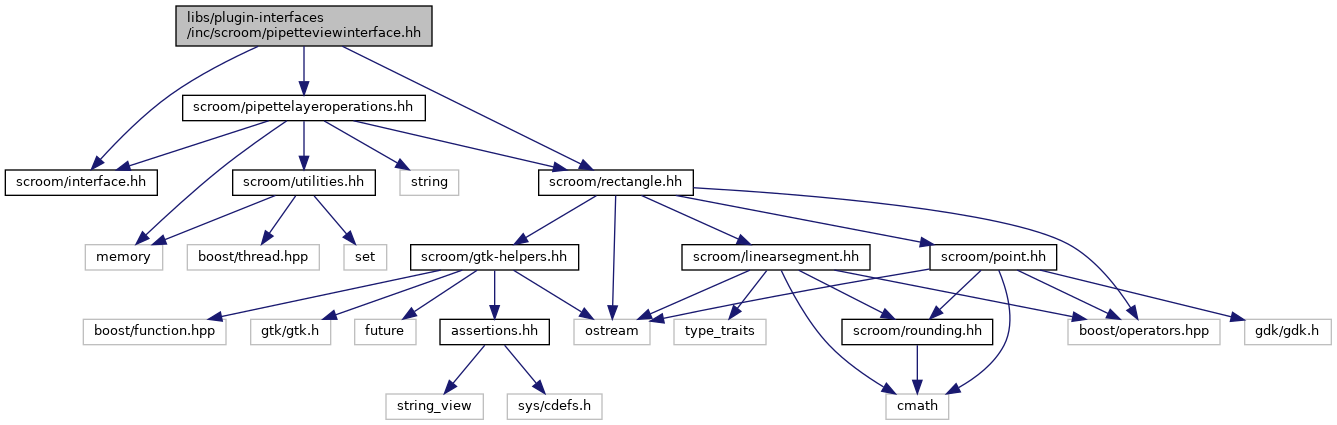 libs/plugin-interfaces
/inc/scroom/pipetteviewinterface.hh
scroom/pipettelayeroperations.hh
scroom/interface.hh
scroom/utilities.hh
string
scroom/rectangle.hh
memory
boost/thread.hpp
set
scroom/gtk-helpers.hh
scroom/linearsegment.hh
scroom/point.hh
boost/function.hpp
gtk/gtk.h
future
assertions.hh
ostream
type_traits
scroom/rounding.hh
boost/operators.hpp
gdk/gdk.h
string_view
sys/cdefs.h
cmath